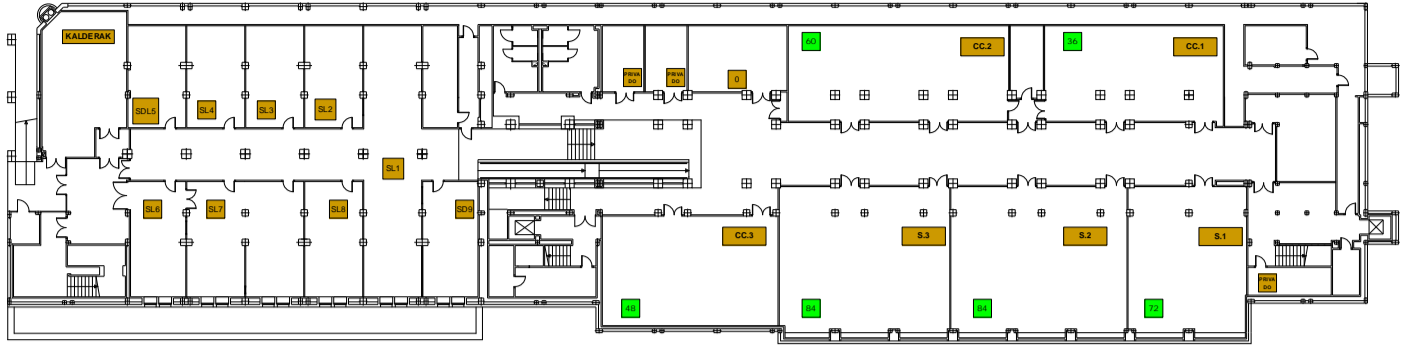 KALDERAK
60
CC.2
36
CC.1
PRIVA
DO
PRIVA
DO
0
SDL5
SL4
SL3
SL2
SL1
SL6
SL7
SL8
SD9
CC.3
S.3
S.2
S.1
PRIVA
DO
48
84
84
72